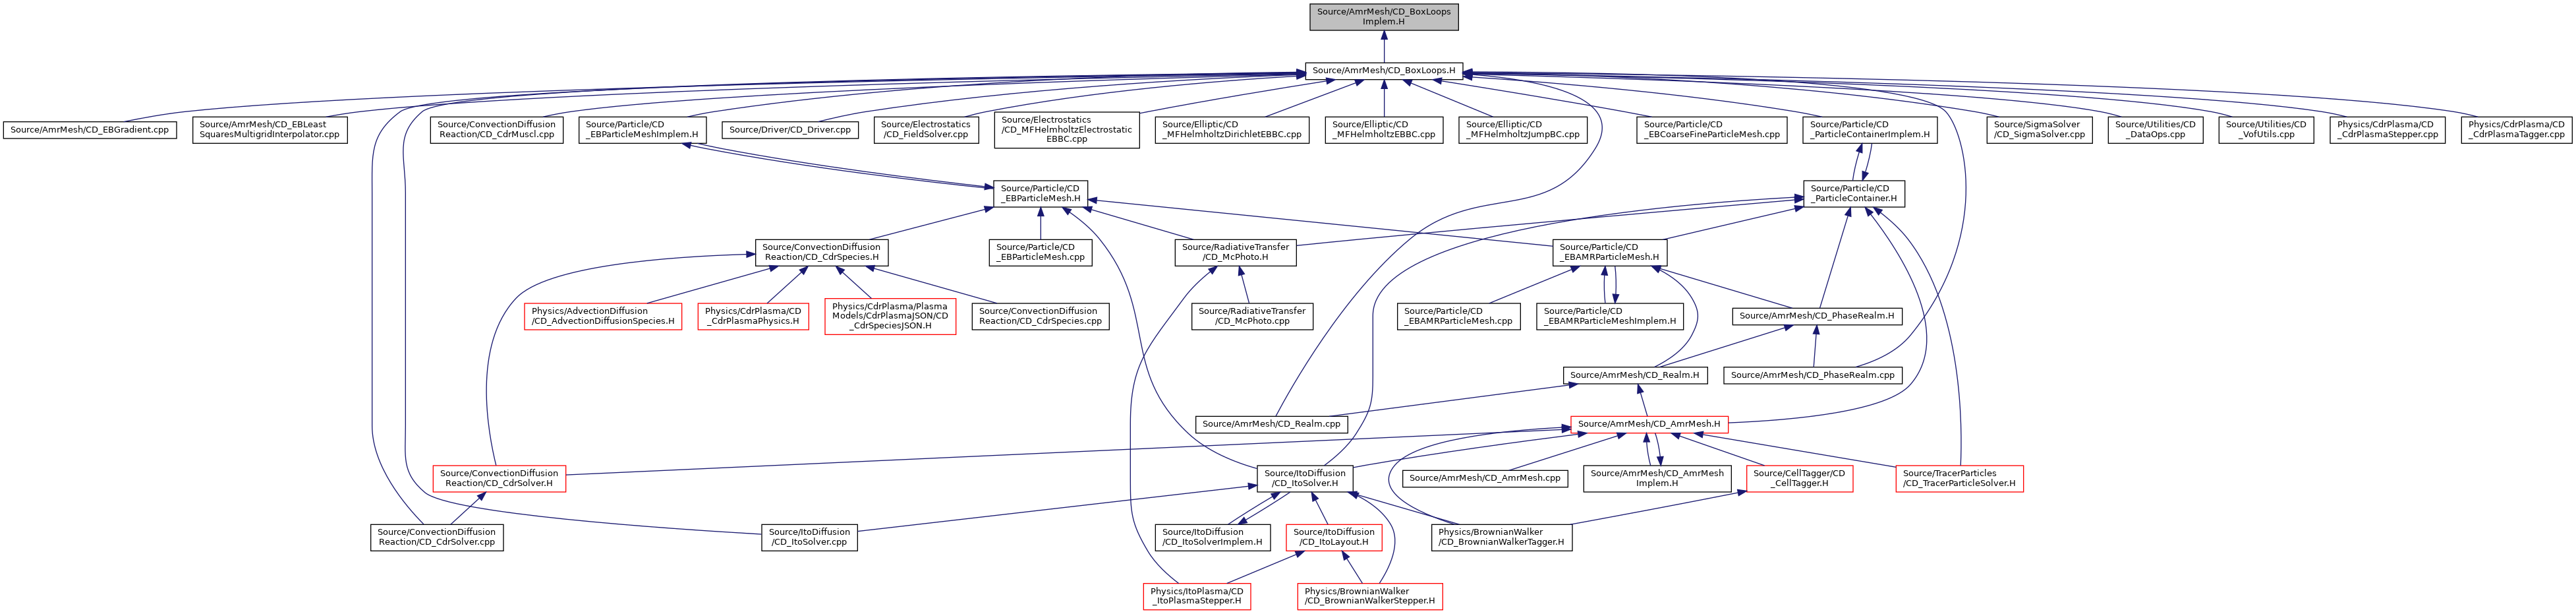 Source/AmrMesh/CD_BoxLoops
Implem.H
Source/AmrMesh/CD_BoxLoops.H
Source/AmrMesh/CD_EBGradient.cpp
Source/AmrMesh/CD_EBLeast
SquaresMultigridInterpolator.cpp
Source/ConvectionDiffusion
Reaction/CD_CdrMuscl.cpp
Source/Particle/CD
_EBParticleMeshImplem.H
Source/Driver/CD_Driver.cpp
Source/Electrostatics
/CD_FieldSolver.cpp
Source/Electrostatics
/CD_MFHelmholtzElectrostatic
EBBC.cpp
Source/Elliptic/CD
_MFHelmholtzDirichletEBBC.cpp
Source/Elliptic/CD
_MFHelmholtzEBBC.cpp
Source/Elliptic/CD
_MFHelmholtzJumpBC.cpp
Source/Particle/CD
_EBCoarseFineParticleMesh.cpp
Source/Particle/CD
_ParticleContainerImplem.H
Source/SigmaSolver
/CD_SigmaSolver.cpp
Source/Utilities/CD
_DataOps.cpp
Source/Utilities/CD
_VofUtils.cpp
Physics/CdrPlasma/CD
_CdrPlasmaStepper.cpp
Physics/CdrPlasma/CD
_CdrPlasmaTagger.cpp
Source/Particle/CD
_EBParticleMesh.H
Source/Particle/CD
_ParticleContainer.H
Source/ConvectionDiffusion
Reaction/CD_CdrSpecies.H
Source/Particle/CD
_EBParticleMesh.cpp
Source/RadiativeTransfer
/CD_McPhoto.H
Source/Particle/CD
_EBAMRParticleMesh.H
Physics/AdvectionDiffusion
/CD_AdvectionDiffusionSpecies.H
Physics/CdrPlasma/CD
_CdrPlasmaPhysics.H
Physics/CdrPlasma/Plasma
Models/CdrPlasmaJSON/CD
_CdrSpeciesJSON.H
Source/ConvectionDiffusion
Reaction/CD_CdrSpecies.cpp
Source/RadiativeTransfer
/CD_McPhoto.cpp
Source/Particle/CD
_EBAMRParticleMesh.cpp
Source/Particle/CD
_EBAMRParticleMeshImplem.H
Source/AmrMesh/CD_PhaseRealm.H
Source/AmrMesh/CD_Realm.H
Source/AmrMesh/CD_PhaseRealm.cpp
Source/AmrMesh/CD_Realm.cpp
Source/AmrMesh/CD_AmrMesh.H
Source/ConvectionDiffusion
Reaction/CD_CdrSolver.H
Source/ItoDiffusion
/CD_ItoSolver.H
Source/AmrMesh/CD_AmrMesh.cpp
Source/AmrMesh/CD_AmrMesh
Implem.H
Source/CellTagger/CD
_CellTagger.H
Source/TracerParticles
/CD_TracerParticleSolver.H
Source/ConvectionDiffusion
Reaction/CD_CdrSolver.cpp
Source/ItoDiffusion
/CD_ItoSolver.cpp
Source/ItoDiffusion
/CD_ItoSolverImplem.H
Source/ItoDiffusion
/CD_ItoLayout.H
Physics/BrownianWalker
/CD_BrownianWalkerTagger.H
Physics/ItoPlasma/CD
_ItoPlasmaStepper.H
Physics/BrownianWalker
/CD_BrownianWalkerStepper.H